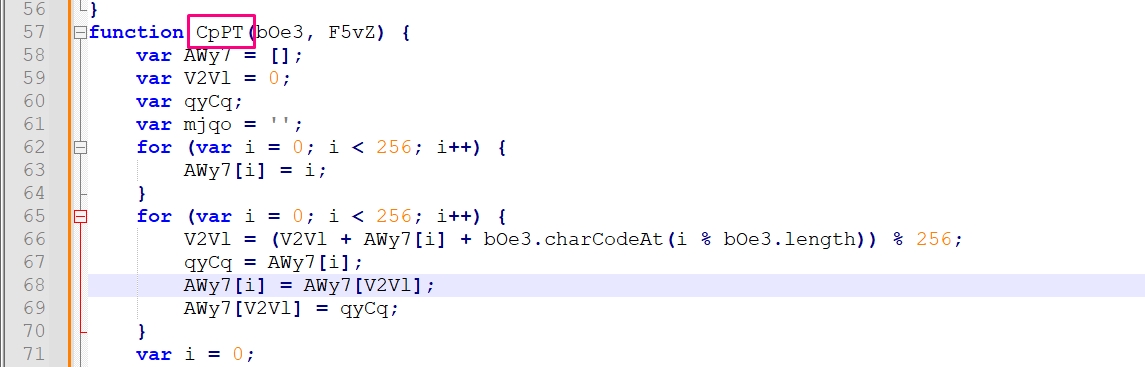 56 }
57 function CpPT(bOe3, F5vZ) {
58 var AWy7 = [];
59 var V2Vl = 0;
60 var qyCq;
61 var mjqo = '';
62 for (var i = 0; i < 256; i++) {
63 AWy7[i] = i;
64 }
65 for (var i = 0; i < 256; i++) {
66 V2Vl = (V2Vl + AWy7[i] + bOe3.charCodeAt(i % bOe3.length)) % 256;
67 qyCq = AWy7[i];
68 AWy7[i] = AWy7[V2Vl];
69 AWy7[V2Vl] = qyCq;
70 }
71 var i = 0;